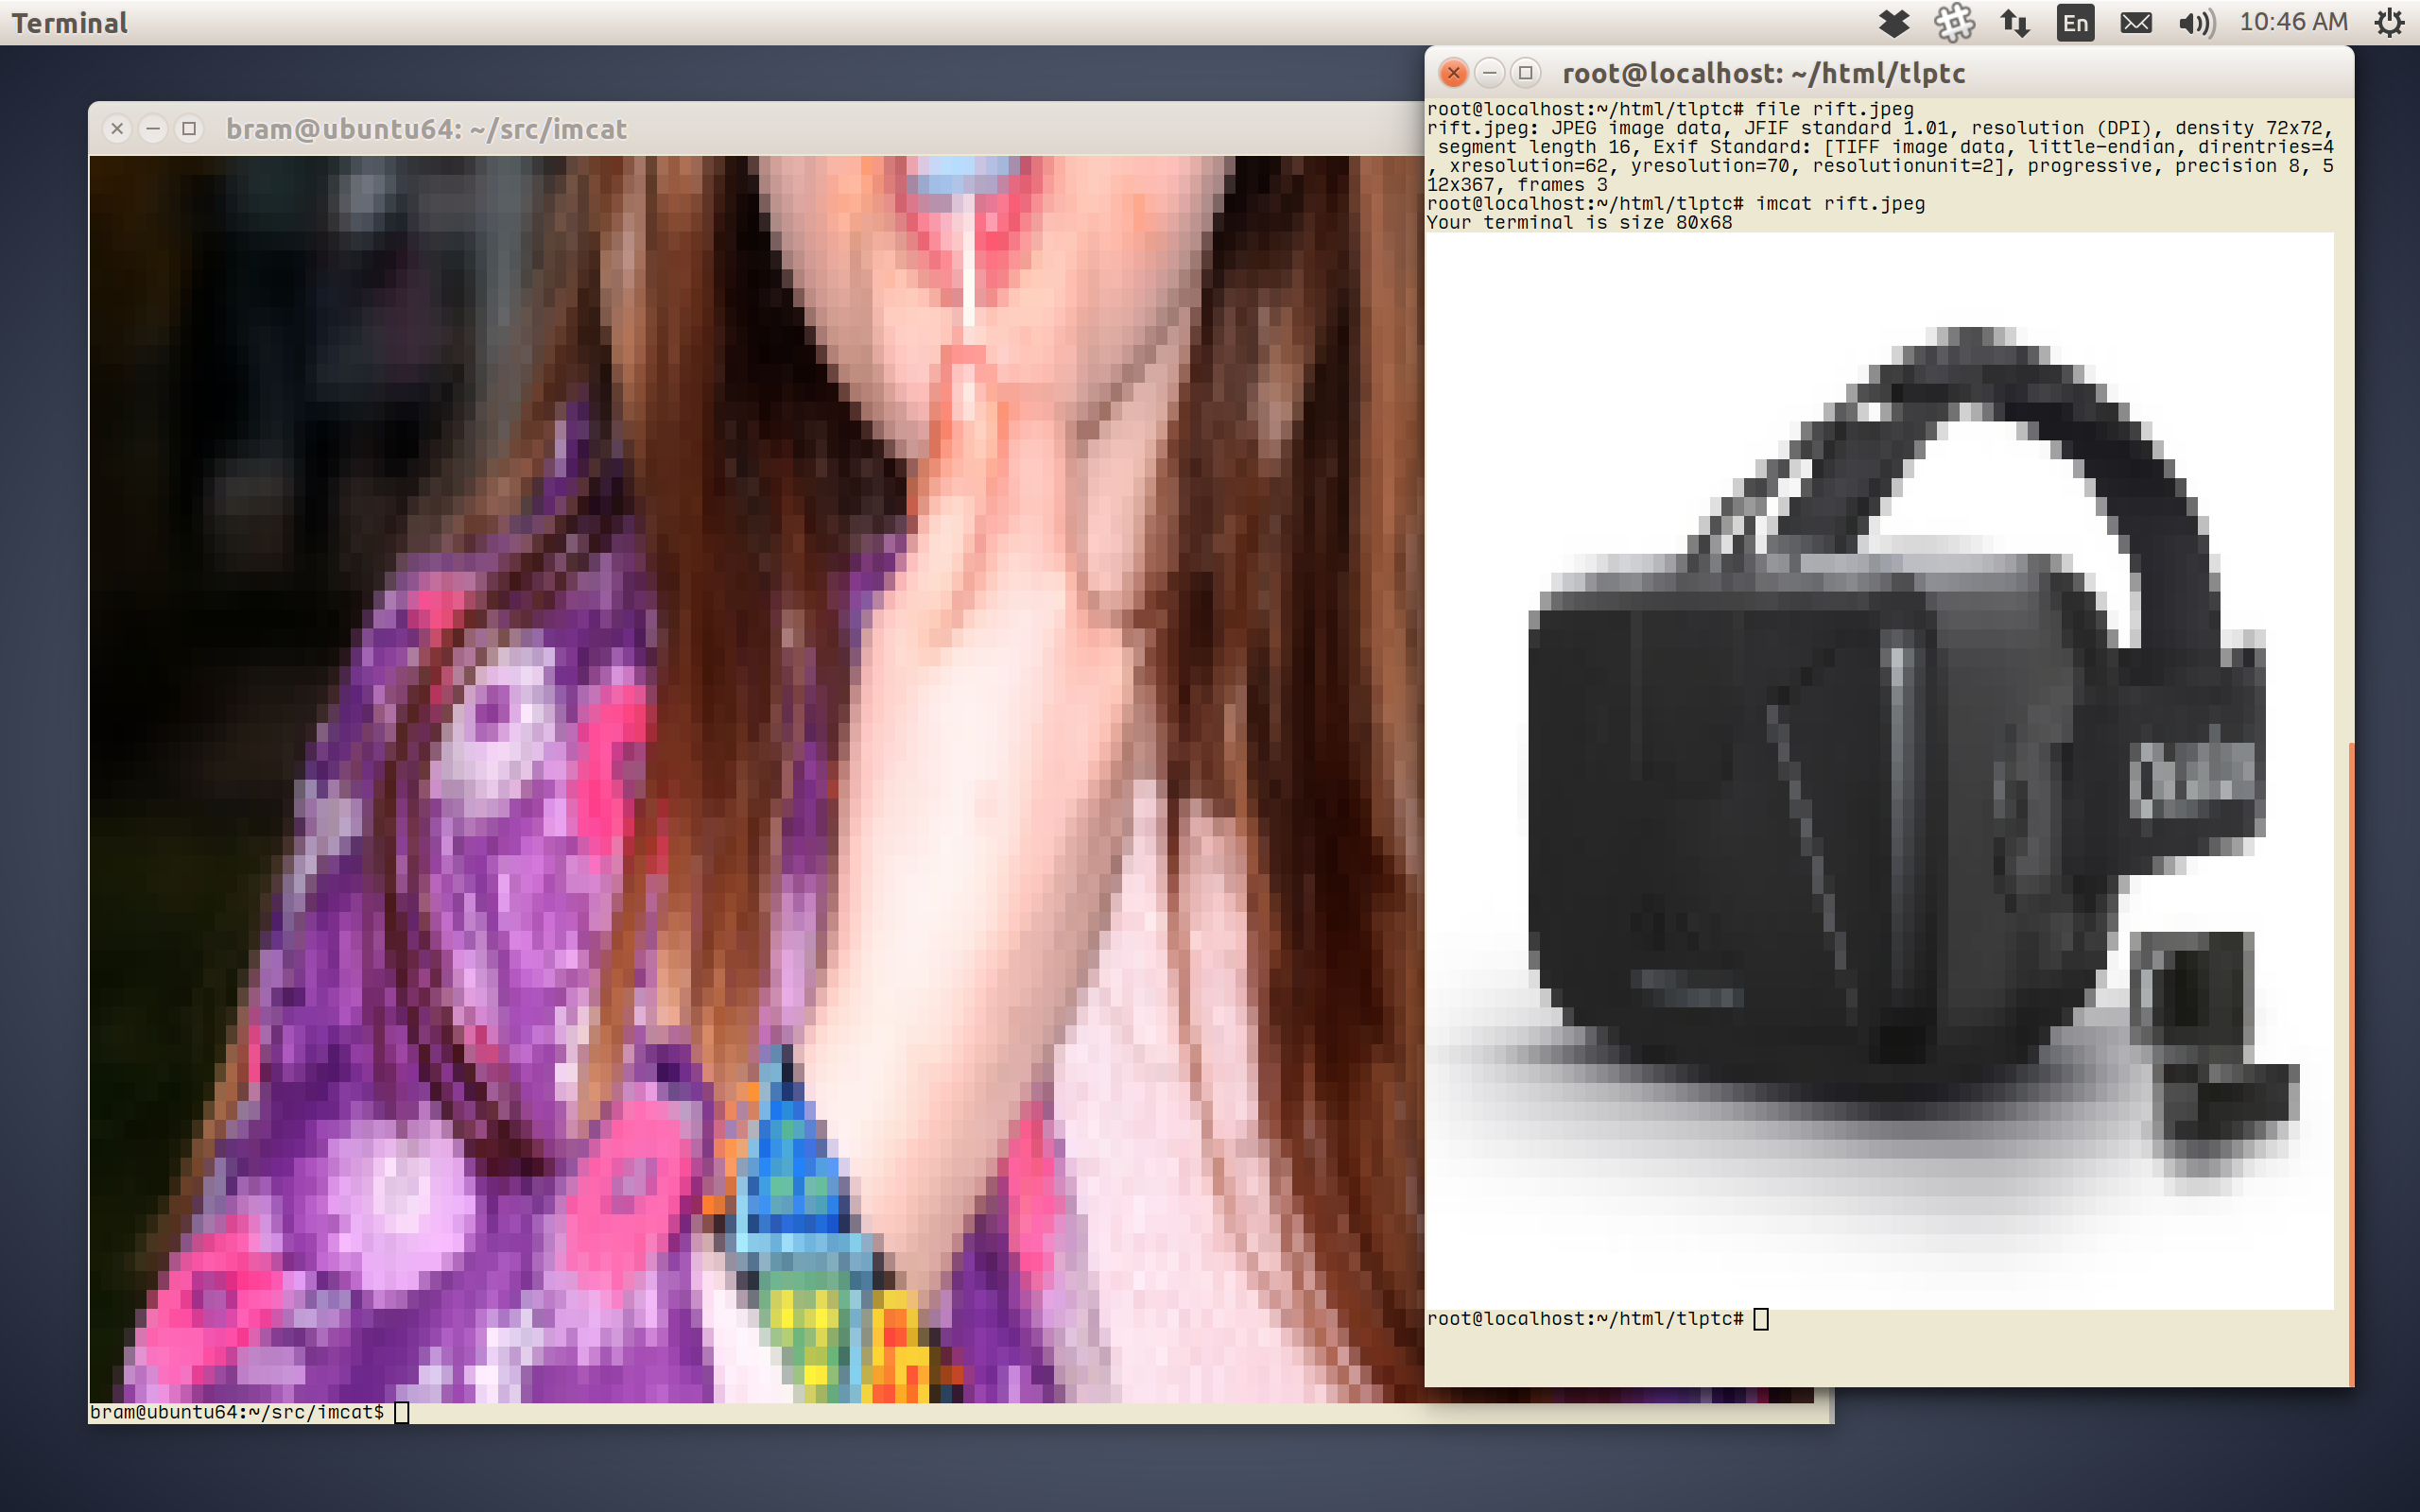 Terminal
En
10:46 AM
bram@ubuntu64: ~/src/imcat
bram@ubuntu64:~/src/imcat$
root@localhost: ~/html/tlptc
root@localhost:~/html/tlptc# file rift.jpeg
rift.jpeg: JPEG image data, JFIF standard 1.01, resolution (DPI), density 72x72,
 segment length 16, Exif Standard: [TIFF image data, little-endian, direntries=4
, xresolution=62, yresolution=70, resolutionunit=2], progressive, precision 8, 5
12x367, frames 3
root@localhost:~/html/tlptc# imcat rift.jpeg
Your terminal is size 80x68
root@localhost:~/html/tlptc#